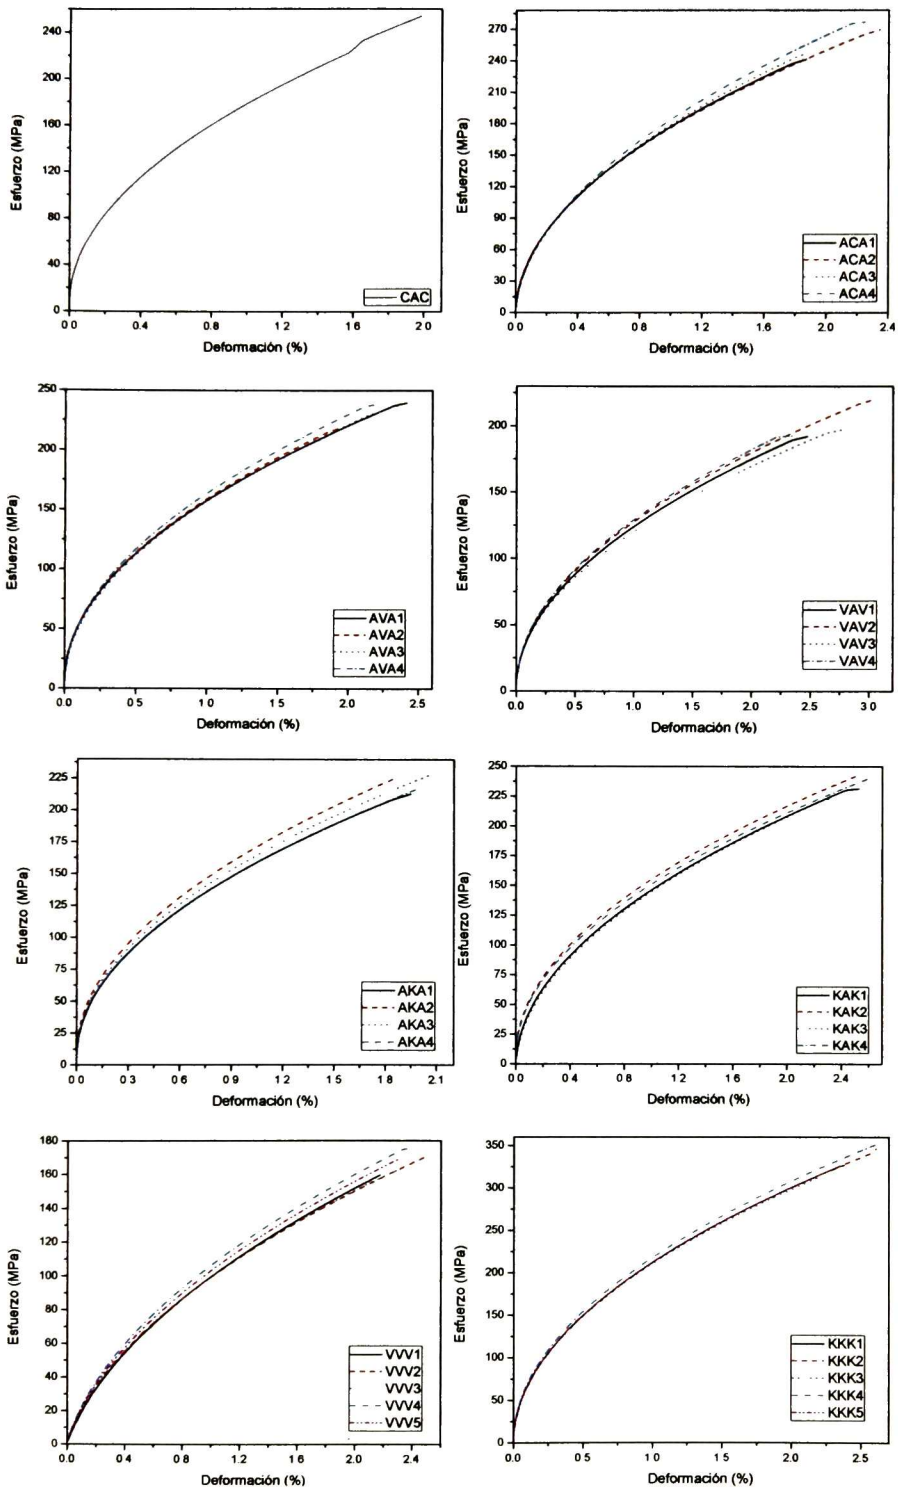 Esfuerzo (MPa)
240
200
160
120
80
40
0
0.0 0.4 0.8 1 2 1 6 2 0
Deformación (%)
CAC
Esfuerzo (MPa)
270
240
210
180
150
120
90
60
30
0
0.0 0.4 0.8 1.2 1.6 2.0 2.4
Deformación (%)
ACA1
ACA2
ACA3
ACA4
Esfuerzo (MPa)
250
200
150
100
50
0
0 0 0 5 1 0 1 5 2.0 2.5
Deformación (%)
AVA1
AVA2
AVA3
AVA4
Esfuerzo (MPa)
200
150
100
50
0
0 0 0 5 1.0 1.5 2.0 2.5 3.0
Deformación (%)
VAV1
VAV2
VAV3
VAV4
Esfuerzo (MPa)
225
200
175
150
125
100
75
50
25
0
0.0 0.3 0.6 0.9 1.2 1.5 1.8 2.1
Deformación (%)
AKA1
AKA2
AKA3
AKA4
Esfuerzo (MPa)
250
225
200
175
150
125
100
75
50
25
0
0.0 0 4 0 8 1.2 1.6 2.0 2.4
Deformación (%)
KAK1
KAK2
KAK3
KAK4
Esfuerzo (MPa)
180
160
140
120
100
80
60
40
20
0
0.0 0 4 0 8 1.2 1.6 2.0 2.4
Deformación (%)
VVV1
VVV2
VVV3
VVV4
VVV5
Esfuerzo (MPa)
350
300
250
200
150
100
50
0
0.0 0.5 1.0 1.5 2.0 2.5
Deformación (%)
KKK1
KKK2
KKK3
KKK4
KKK5